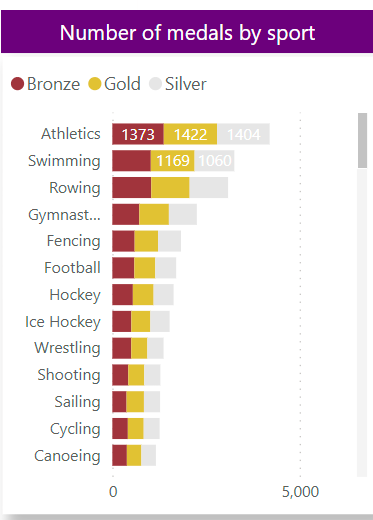 Number of medals by sport
Bronze Gold Silver
Athletics 1373 1422 1404
Swimming 1169 1060
Rowing
Gymnast...
Fencing
Football
Hockey
Ice Hockey
Wrestling
Shooting
Sailing
Cycling
Canoeing
0 5,000